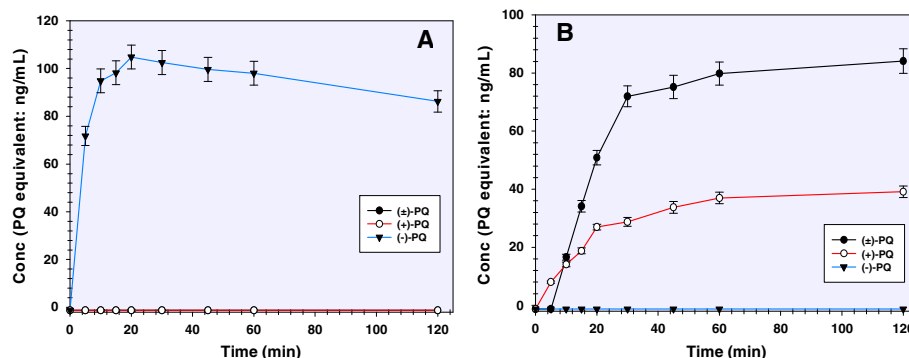 A
Conc (PQ equivalent: ng/mL)
120
100
80
60
40
20
0
(±)-PQ
(+)-PQ
(-)-PQ
0 20 40 60 80 100 120
Time (min)
B
Conc (PQ equivalent: ng/mL)
100
80
60
40
20
0
(±)-PQ
(+)-PQ
(-)-PQ
0 20 40 60 80 100 120
Time (min)